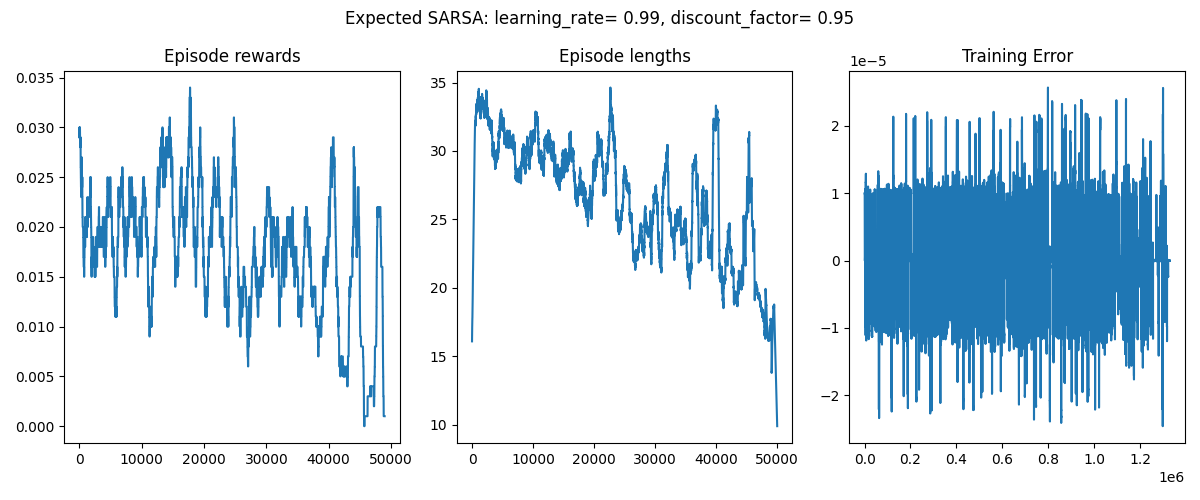 Expected SARSA: learning_rate= 0.99, discount_factor= 0.95
Episode rewards
0.035
0.030
0.025
0.020
0.015
0.010
0.005
0.000
0 10000 20000 30000 40000 50000
Episode lengths
35
30
25
20
15
10
0 10000 20000 30000 40000 50000
Training Error
1e−5
2
1
0
−1
−2
0.0 0.2 0.4 0.6 0.8 1.0 1.2
1e6